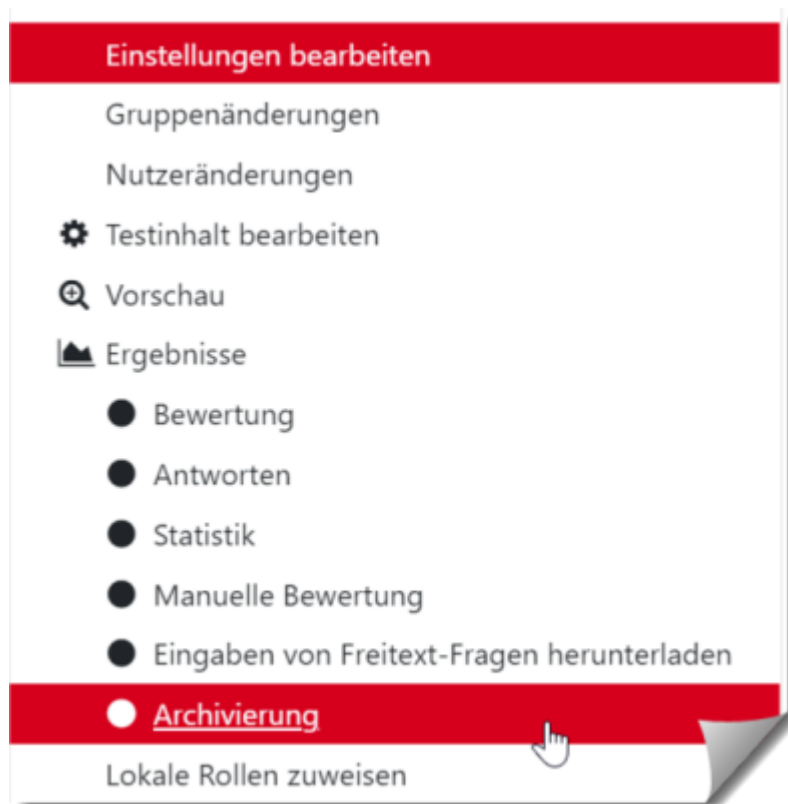 Einstellungen bearbeiten
Gruppenänderungen
Nutzeränderungen
Testinhalt bearbeiten
Vorschau
Ergebnisse
Bewertung
Antworten
Statistik
Manuelle Bewertung
Eingaben von Freitext-Fragen herunterladen
Archivierung
Lokale Rollen zuweisen